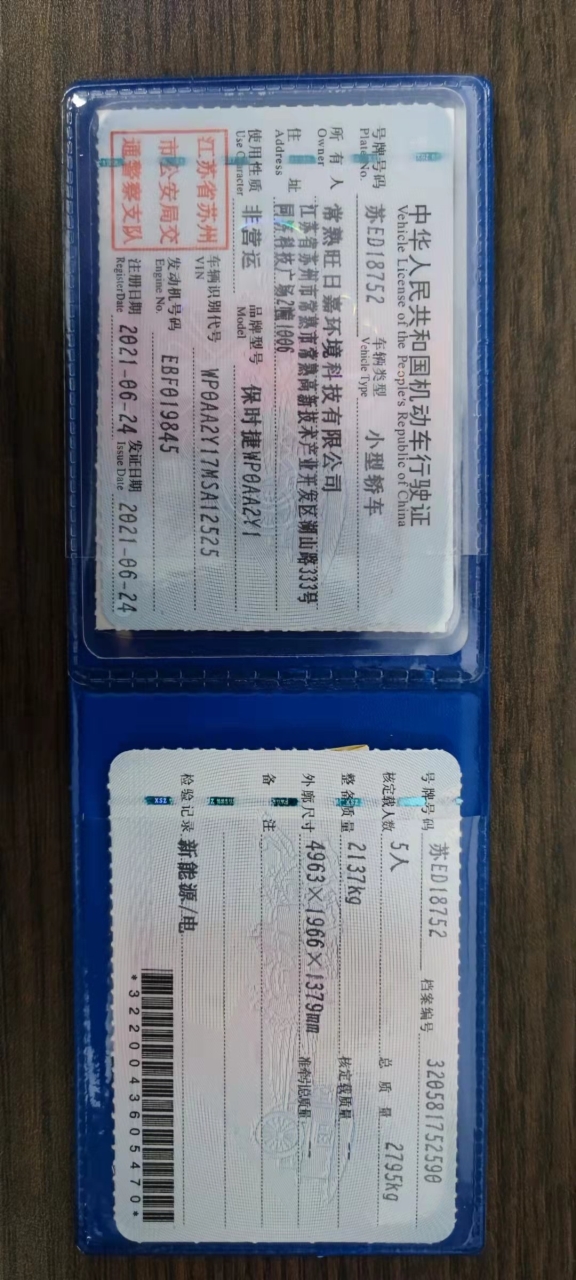 中华人民共和国机动车行驶证
Vehicle License of the People's Republic of China
号牌号码 苏ED18752 车辆类型 小型轿车
Plate No. Vehicle Type
所有人 常熟旺日嘉环境科技有限公司
Owner
住址 江苏省苏州市常熟市常熟高新技术产业开发区湖山路333号
Address 科技广场2幢1006
使用性质 非营运 品牌型号 保时捷WP0AA2Y1
Use Character Model
江苏省苏州
市公安局交
通警察支队
车辆识别代号 WP0AA2Y17MSA12525
VIN
发动机号码 EBF019845
Engine No.
注册日期 2021-06-24 发证日期 2021-06-24
Register Date Issue Date
号牌号码 苏ED18752 档案编号 320581752590
核定载人数 5人 总质量 2795kg
整备质量 2137kg 核定载质量 --
外廓尺寸 4963×1966×1379mm 准牵引总质量 --
备注
检验记录 新能源/电
*3220043605470*